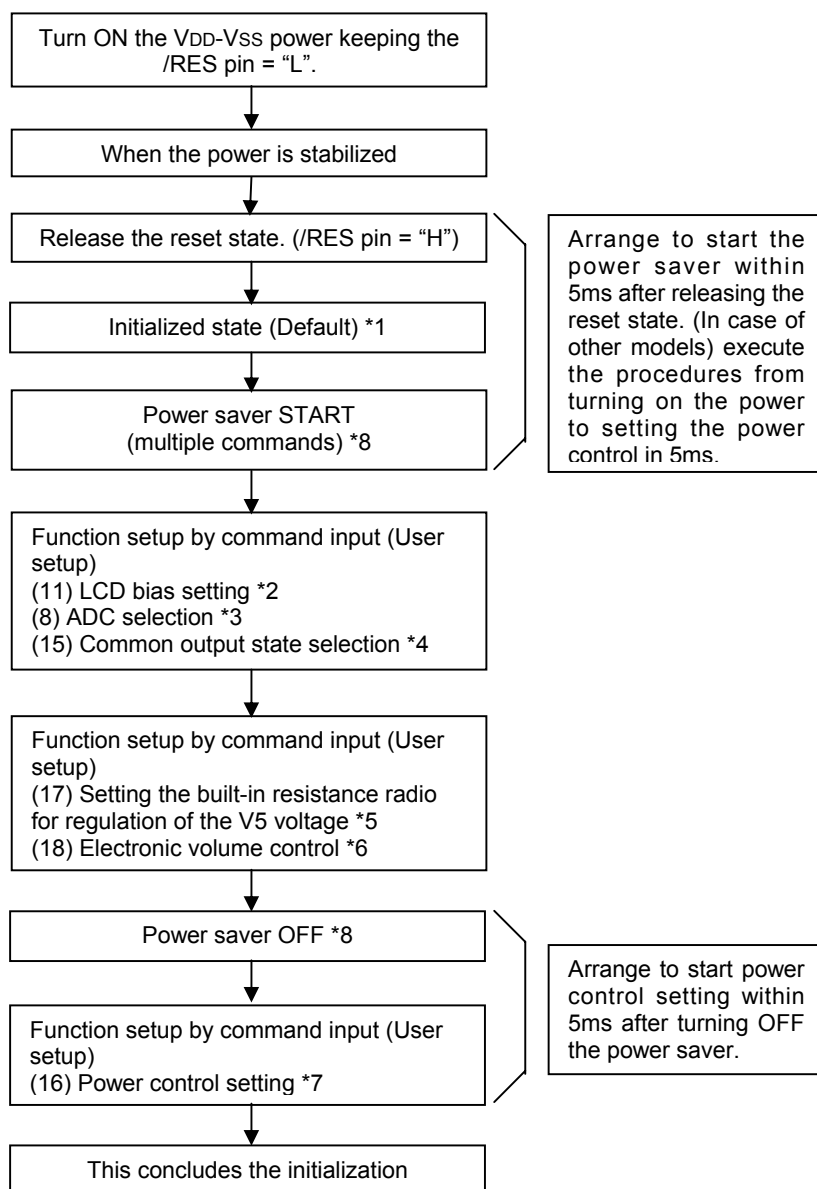 Turn ON the VDD-VSS power keeping the
/RES pin = “L”.
When the power is stabilized
Release the reset state. (/RES pin = “H”)
Initialized state (Default) *1
Power saver START
(multiple commands) *8
Arrange to start the
power saver within
5ms after releasing the
reset state. (In case of
other models) execute
the procedures from
turning on the power
to setting the power
control in 5ms.
Function setup by command input (User
setup)
(11) LCD bias setting *2
(8) ADC selection *3
(15) Common output state selection *4
Function setup by command input (User
setup)
(17) Setting the built-in resistance radio
for regulation of the V5 voltage *5
(18) Electronic volume control *6
Power saver OFF *8
Function setup by command input (User
setup)
(16) Power control setting *7
Arrange to start power
control setting within
5ms after turning OFF
the power saver.
This concludes the initialization